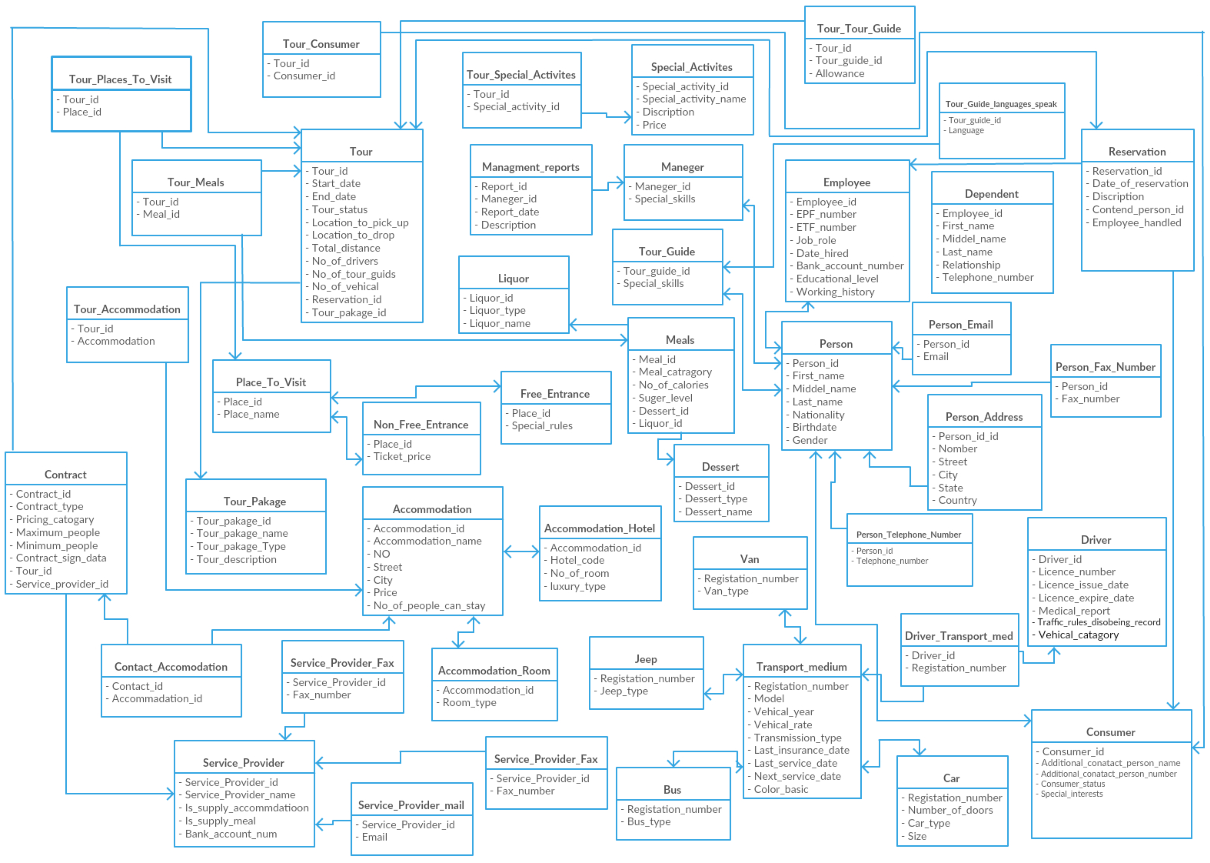 Tour_Consumer
- Tour_id
- Consumer_id
Tour_Tour_Guide
- Tour_id
- Tour_guide_id
- Allowance
Tour_Places_To_Visit
- Tour_id
- Place_id
Tour_Special_Activites
- Tour_id
- Special_activity_id
Special_Activites
- Special_activity_id
- Special_activity_name
- Discription
- Price
Tour_Guide_languages_speak
- Tour_guide_id
- Language
Tour
- Tour_id
- Start_date
- End_date
- Tour_status
- Location_to_pick_up
- Location_to_drop
- Total_distance
- No_of_drivers
- No_of_tour_guids
- No_of_vehical
- Reservation_id
- Tour_pakage_id
Tour_Meals
- Tour_id
- Meal_id
Managment_reports
- Report_id
- Maneger_id
- Report_date
- Description
Maneger
- Maneger_id
- Special_skills
Employee
- Employee_id
- EPF_number
- ETF_number
- Job_role
- Date_hired
- Bank_account_number
- Educational_level
- Working_history
Dependent
- Employee_id
- First_name
- Middel_name
- Last_name
- Relationship
- Telephone_number
Reservation
- Reservation_id
- Date_of_reservation
- Discription
- Contend_person_id
- Employee_handled
Tour_Guide
- Tour_guide_id
- Special_skills
Liquor
- Liquor_id
- Liquor_type
- Liquor_name
Tour_Accommodation
- Tour_id
- Accommodation
Meals
- Meal_id
- Meal_catragory
- No_of_calories
- Suger_level
- Dessert_id
- Liquor_id
Person
- Person_id
- First_name
- Middel_name
- Last_name
- Nationality
- Birthdate
- Gender
Person_Email
- Person_id
- Email
Person_Fax_Number
- Person_id
- Fax_number
Place_To_Visit
- Place_id
- Place_name
Free_Entrance
- Place_id
- Special_rules
Non_Free_Entrance
- Place_id
- Ticket_price
Person_Address
- Person_id_id
- Nomber
- Street
- City
- State
- Country
Contract
- Contract_id
- Contract_type
- Pricing_catogary
- Maximum_people
- Minimum_people
- Contract_sign_data
- Tour_id
- Service_provider_id
Tour_Pakage
- Tour_pakage_id
- Tour_pakage_name
- Tour_pakage_Type
- Tour_description
Dessert
- Dessert_id
- Dessert_type
- Dessert_name
Accommodation
- Accommodation_id
- Accommodation_name
- NO
- Street
- City
- Price
- No_of_people_can_stay
Accommodation_Hotel
- Accommodation_id
- Hotel_code
- No_of_room
- luxury_type
Person_Telephone_Number
- Person_id
- Telephone_number
Driver
- Driver_id
- Licence_number
- Licence_issue_date
- Licence_expire_date
- Medical_report
- Traffic_rules_disobeing_record
- Vehical_catagary
Van
- Registation_number
- Van_type
Driver_Transport_med
- Driver_id
- Registration_number
Contact_Accomodation
- Contact_id
- Accommadation_id
Service_Provider_Fax
- Service_Provider_id
- Fax_number
Accommodation_Room
- Accommodation_id
- Room_type
Jeep
- Registration_number
- Jeep_type
Transport_medium
- Registation_number
- Model
- Vehical_year
- Vehical_rate
- Transmission_type
- Last_insurance_date
- Last_service_date
- Next_service_date
- Color_basic
Consumer
- Consumer_id
- Additional_conatact_person_name
- Additional_conatact_person_number
- Consumer_status
- Special_interests
Service_Provider
- Service_Provider_id
- Service_Provider_name
- Is_supply_accommdatioon
- Is_supply_meal
- Bank_account_num
Service_Provider_Fax
- Service_Provider_id
- Fax_number
Service_Provider_mail
- Service_Provider_id
- Email
Bus
- Registation_number
- Bus_type
Car
- Registation_number
- Number_of_doors
- Car_type
- Size